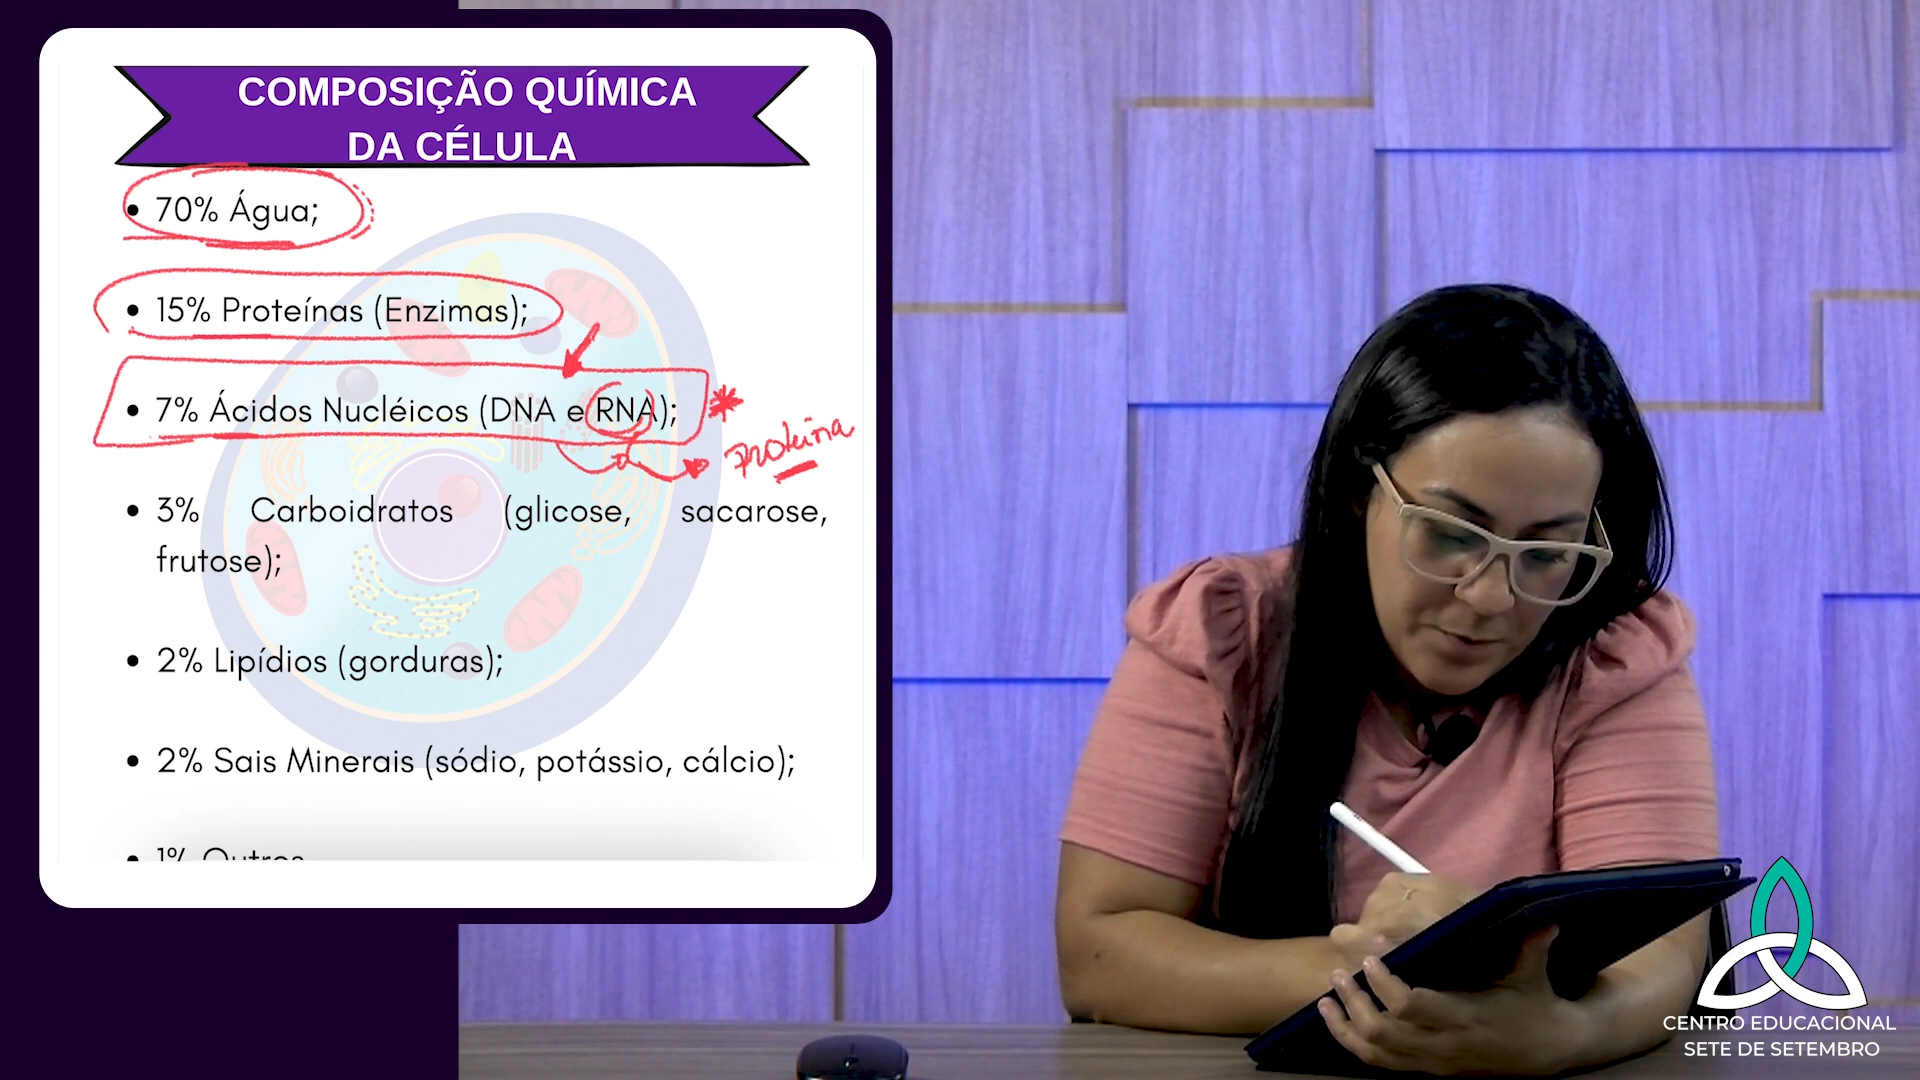 COMPOSIÇÃO QUÍMICA
DA CÉLULA
• 70% Água;
• 15% Proteínas (Enzimas);
• 7% Ácidos Nucléicos (DNA e RNA); *
Proteína
• 3% Carboidratos (glicose, sacarose,
frutose);
• 2% Lipídios (gorduras);
• 2% Sais Minerais (sódio, potássio, cálcio);
• 1% Outros
CENTRO EDUCACIONAL
SETE DE SETEMBRO